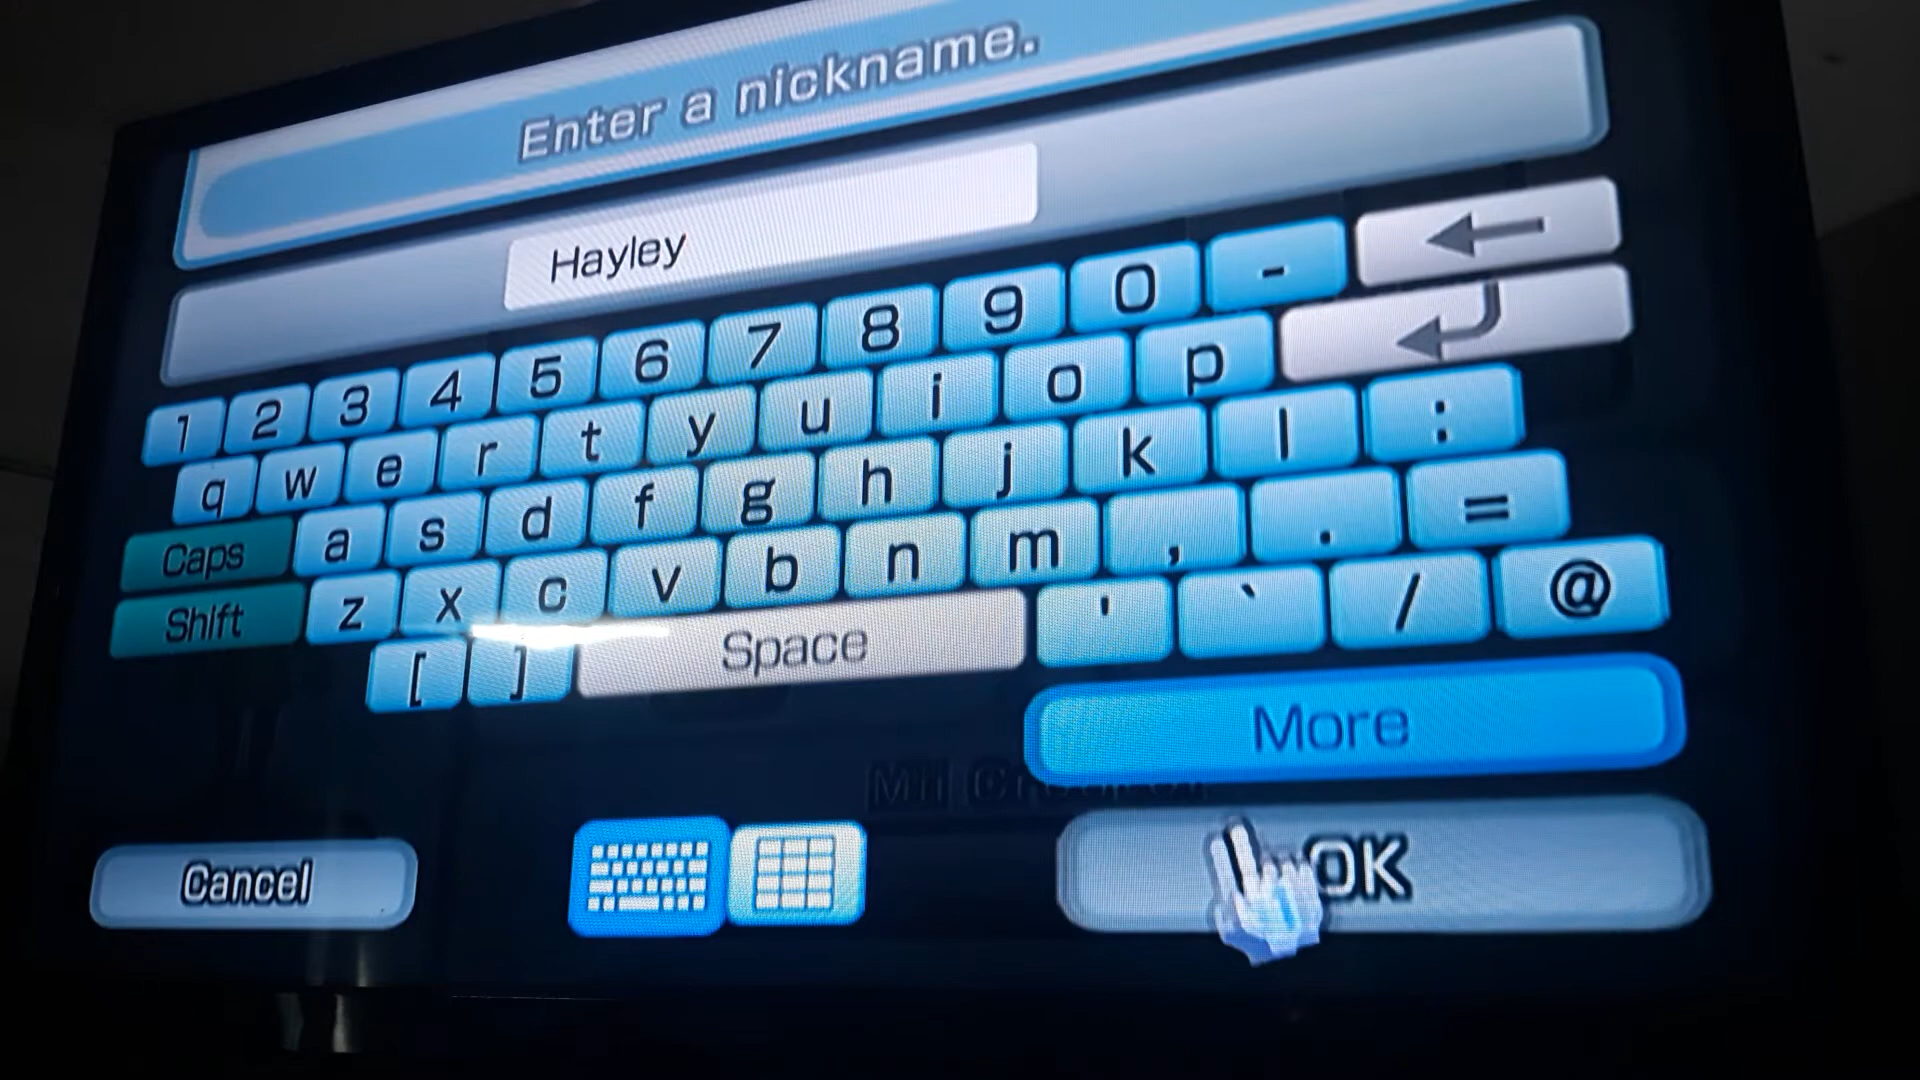 Enter a nickname.
Hayley
1 2 3 4 5 6 7 8 9 0 -
q w e r t y u i o p
Caps a s d f g h j k l :
Shift z x c v b n m , . =
[ ] Space ' ` / @
More
Cancel
OK